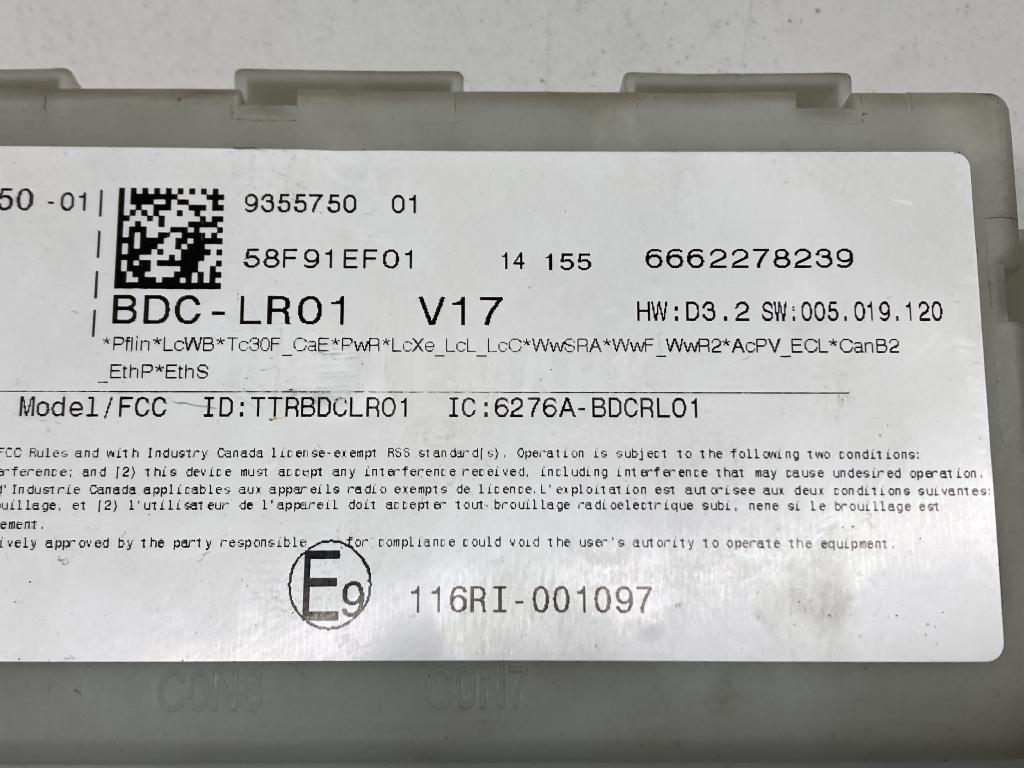 50 -01
9355750 01
58F91EF01 14 155 6662278239
BDC-LR01 V17 HW:D3.2 SW:005.019.120
*Pflin*LcWB*Tc30F_CaE*PwR*LcXe_LcL_LcC*WwSRA*WwF_WwR2*AcPV_ECL*CanB2
_EthP*EthS
Model/FCC ID:TTRBDCLR01 IC:6276A-BDCRL01
FCC Rules and with Industry Canada license-exempt RSS standard(s). Operation is subject to the following two conditions:
erference; and (2) this device must accept any interference received, including interference that may cause undesired operation.
d'Industrie Canada applicables aux appareils radio exempts de licence.L'exploitation est autorisee aux deux conditions suivantes:
ouillage, et (2) l'utilisateur de l'appareil doit accepter tout brouillage radioelectrique subi, nene si le brouillage est
ement.
ively approved by the party responsible for compliance could void the user's authority to operate the equipment.
E9 116RI-001097
CON6 CON7